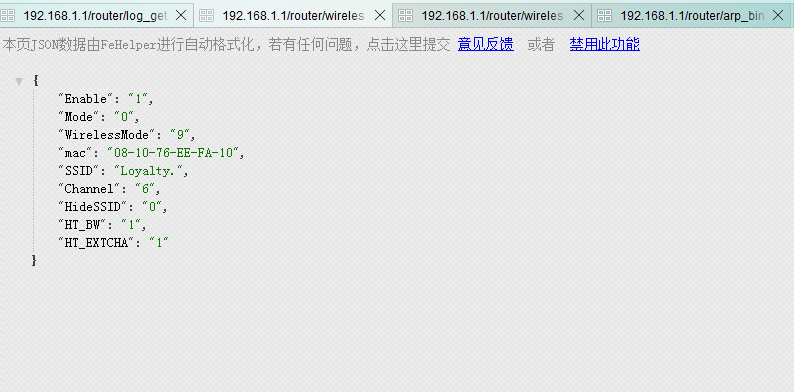 192.168.1.1/router/log_get. 192.168.1.1/router/wireles 192.168.1.1/router/wireles 192.168.1.1/router/arp_bin
本页JSON数据由FeHelper进行自动格式化，若有任何问题，点击这里提交 意见反馈 或者 禁用此功能
{
"Enable": "1",
"Mode": "0",
"WirelessMode": "9",
"mac": "08-10-76-EE-FA-10",
"SSID": "Loyalty.",
"Channel": "6",
"HideSSID": "0",
"HT_BW": "1",
"HT_EXTCHA": "1"
}